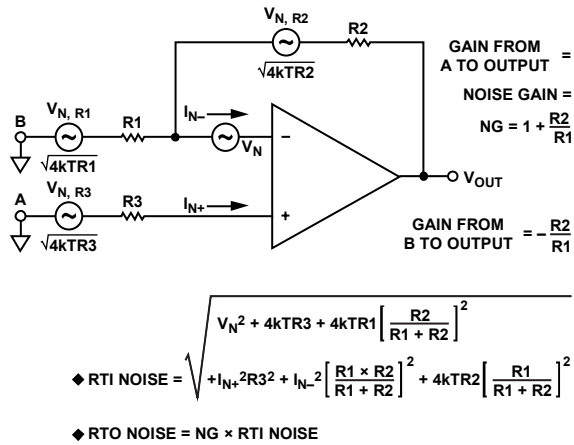 V_N, R2
R2
√4kTR2
GAIN FROM
A TO OUTPUT =
NOISE GAIN =
NG = 1 + R2/R1
B
V_N, R1
R1
I_N–
V_N
–
√4kTR1
V_N, R3
A
R3
I_N+
+
√4kTR3
V_OUT
GAIN FROM
B TO OUTPUT = – R2/R1
◆ RTI NOISE = √ V_N² + 4kTR3 + 4kTR1 [ R2 / R1 + R2 ]²
+I_N+²R3² + I_N–² [ R1 × R2 / R1 + R2 ]² + 4kTR2 [ R1 / R1 + R2 ]²
◆ RTO NOISE = NG × RTI NOISE